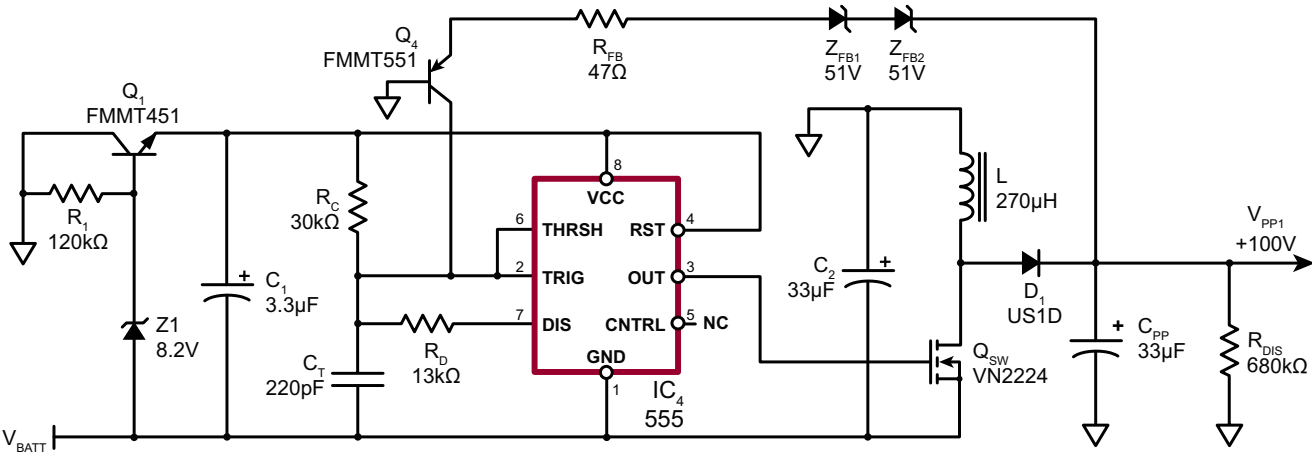 Q4
FMMT551
RFB
47Ω
ZFB1
51V
ZFB2
51V
Q1
FMMT451
R1
120kΩ
Z1
8.2V
C1
+
3.3µF
RC
30kΩ
CT
220pF
RD
13kΩ
8
VCC
6
THRSH
RST
4
2
TRIG
OUT
3
7
DIS
CNTRL
5
NC
GND
1
IC4
555
C2
+
33µF
L
270µH
D1
US1D
QSW
VN2224
CPP
+
33µF
RDIS
680kΩ
VPP1
+100V
VBATT